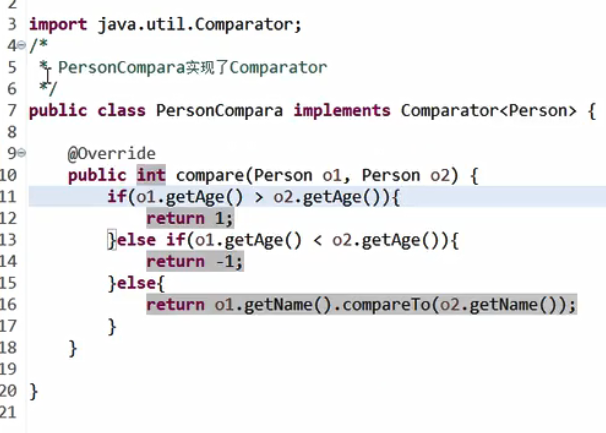 2
3 import java.util.Comparator;
4 /*
5 * PersonCompara实现了Comparator
6 */
7 public class PersonCompara implements Comparator<Person> {
8
9 @Override
10 public int compare(Person o1, Person o2) {
11 if(o1.getAge() > o2.getAge()){
12 return 1;
13 }else if(o1.getAge() < o2.getAge()){
14 return -1;
15 }else{
16 return o1.getName().compareTo(o2.getName());
17 }
18 }
19
20 }
21